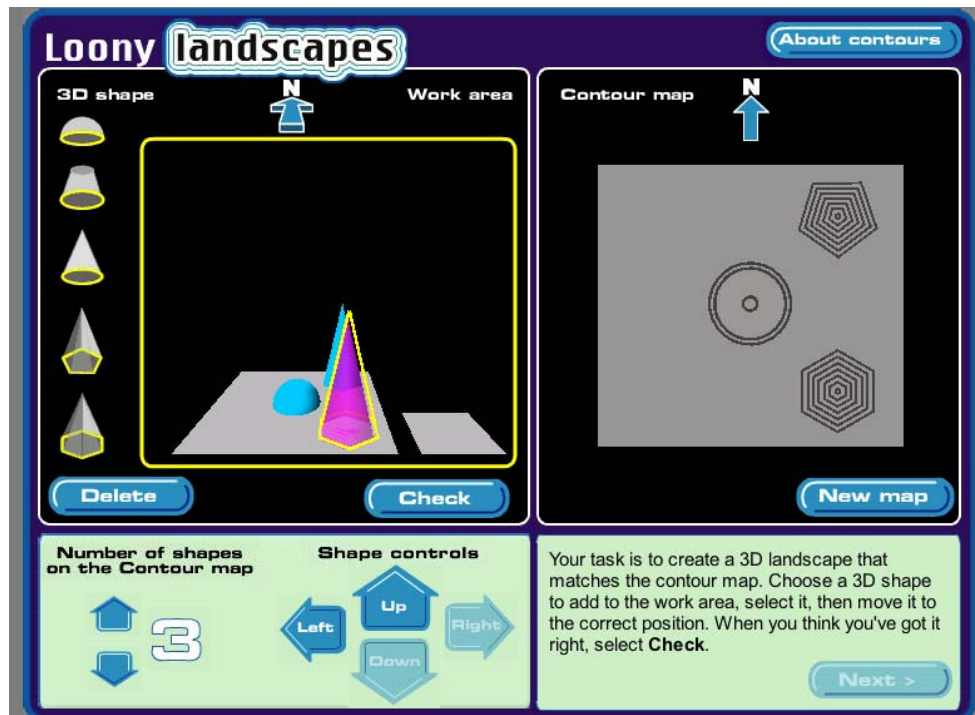 Loony landscapes
About contours
3D shape
N
Work area
Contour map
N
Delete
Check
New map
Number of shapes
on the Contour map
3
Shape controls
Up
Left
Right
Down
Your task is to create a 3D landscape that
matches the contour map. Choose a 3D shape
to add to the work area, select it, then move it to
the correct position. When you think you've got it
right, select Check.
Next >